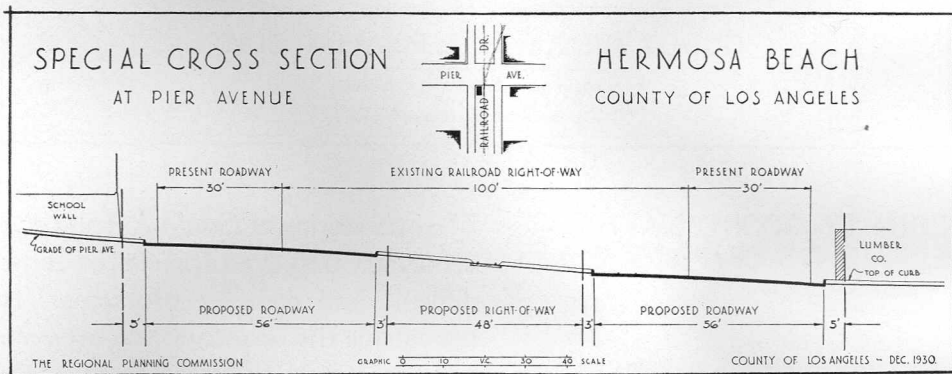 SPECIAL CROSS SECTION
AT PIER AVENUE
PIER AVE.
RAILROAD DR.
HERMOSA BEACH
COUNTY OF LOS ANGELES
PRESENT ROADWAY
30'
EXISTING RAILROAD RIGHT-OF-WAY
100'
PRESENT ROADWAY
30'
SCHOOL
WALL
GRADE OF PIER AVE.
LUMBER
CO.
TOP OF CURB
PROPOSED ROADWAY
PROPOSED RIGHT-OF-WAY
PROPOSED ROADWAY
5' 56' 3' 48' 3' 56' 5'
THE REGIONAL PLANNING COMMISSION
GRAPHIC 0 10 30 40 SCALE
COUNTY OF LOS ANGELES - DEC. 1930.